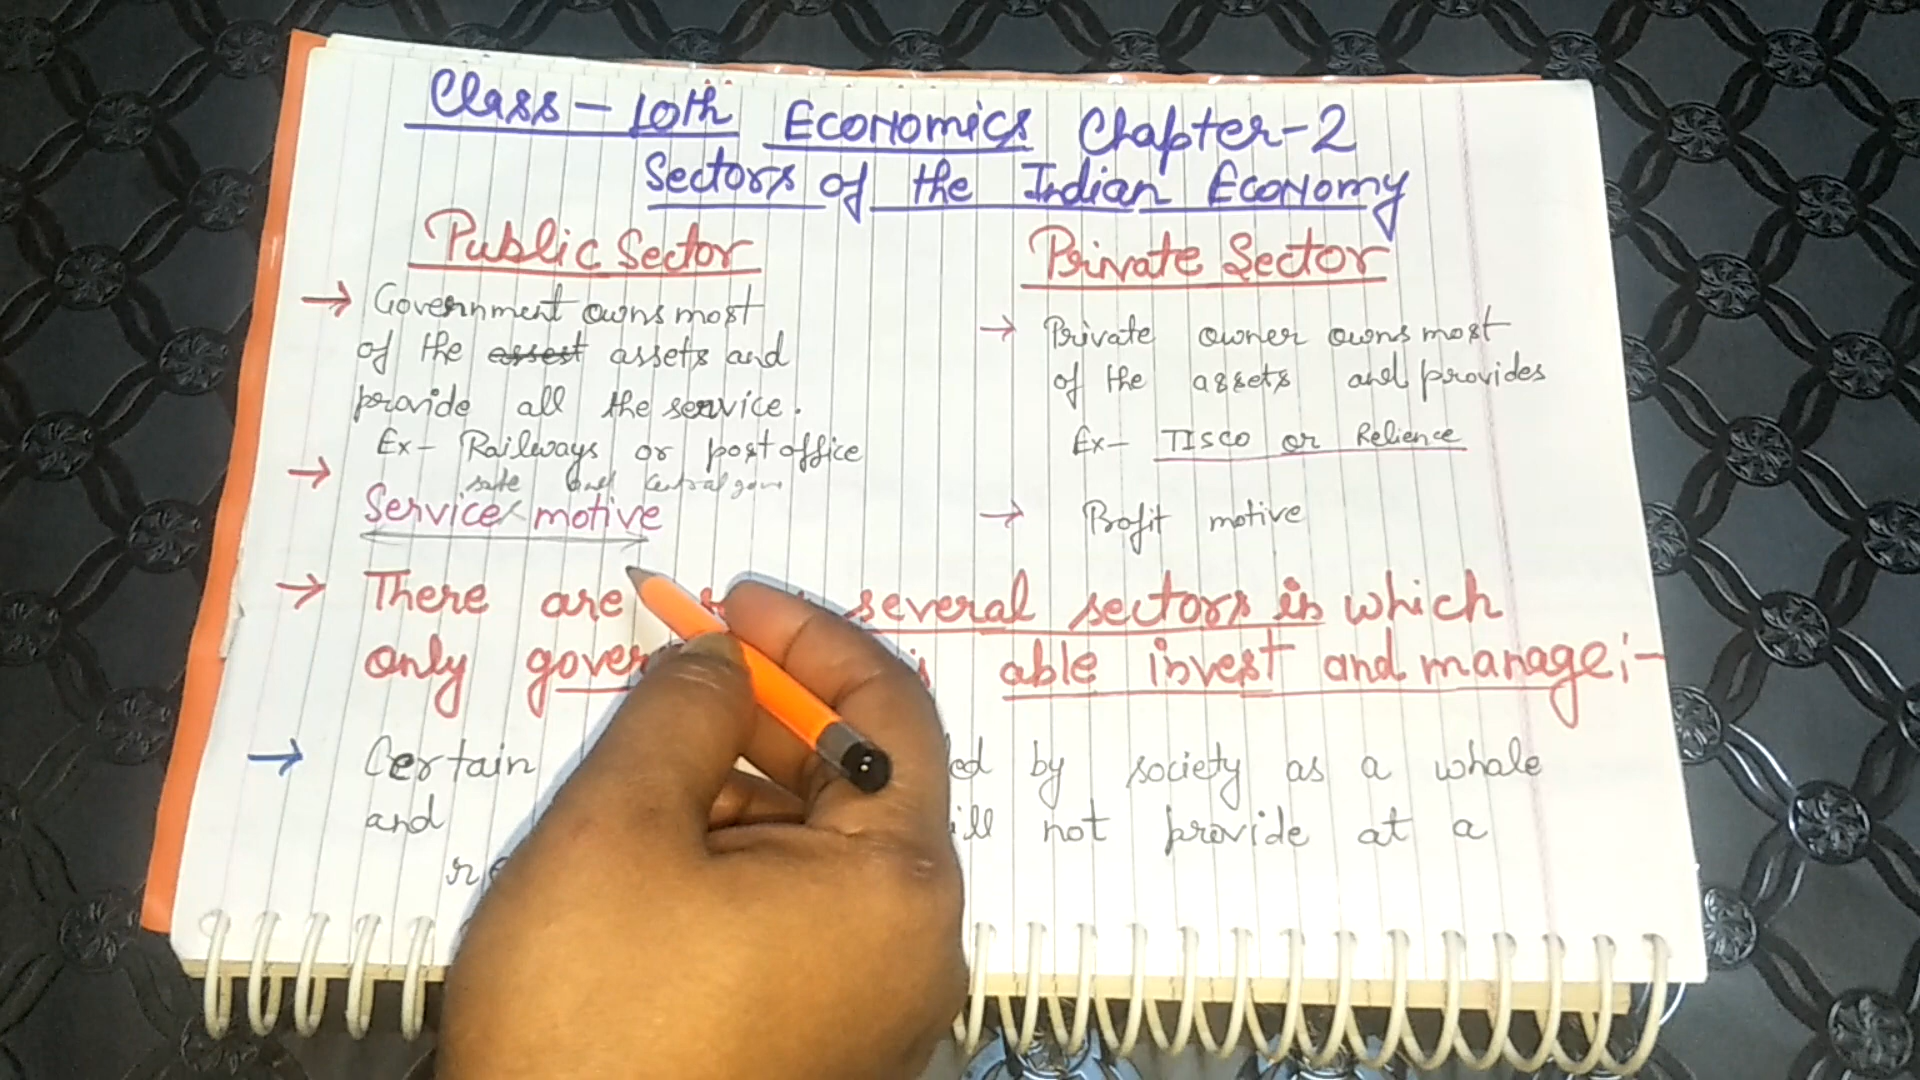 Class - 10th Economics Chapter-2
Sectors of the Indian Economy
Public Sector
→ Government owns most
of the assest assets and
provide all the service.
Ex- Railways or post office
→ Service motive
Private Sector
→ Private owner owns most
of the assets and provides
Ex- TISCO or Relience
→ Profit motive
→ There are several sectors in which
only able invest and manage:-
→ Certain by society as a whole
and not provide at a